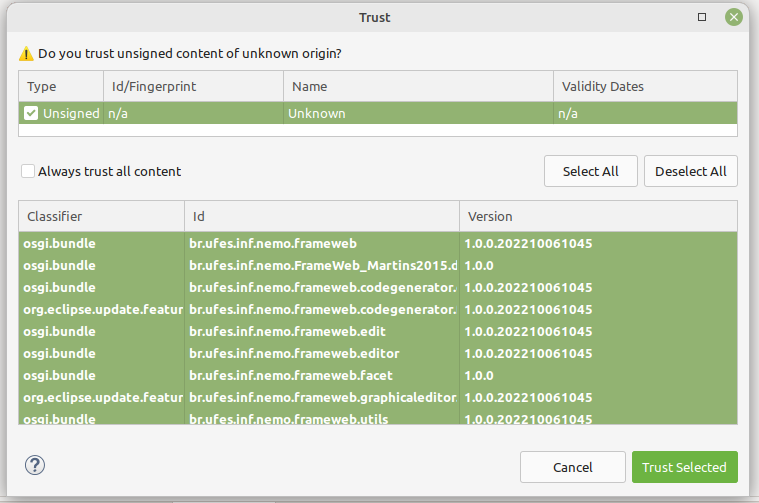 Trust
Do you trust unsigned content of unknown origin?
Type Id/Fingerprint Name Validity Dates
Unsigned n/a Unknown n/a
Always trust all content Select All Deselect All
Classifier Id Version
osgi.bundle br.ufes.inf.nemo.frameweb 1.0.0.202210061045
osgi.bundle br.ufes.inf.nemo.FrameWeb_Martins2015.d 1.0.0
osgi.bundle br.ufes.inf.nemo.frameweb.codegenerator. 1.0.0.202210061045
org.eclipse.update.featur br.ufes.inf.nemo.frameweb.codegenerator. 1.0.0.202210061045
osgi.bundle br.ufes.inf.nemo.frameweb.edit 1.0.0.202210061045
osgi.bundle br.ufes.inf.nemo.frameweb.editor 1.0.0.202210061045
osgi.bundle br.ufes.inf.nemo.frameweb.facet 1.0.0
org.eclipse.update.featur br.ufes.inf.nemo.frameweb.graphicaleditor. 1.0.0.202210061045
osgi.bundle br.ufes.inf.nemo.frameweb.utils 1.0.0.202210061045
? Cancel Trust Selected